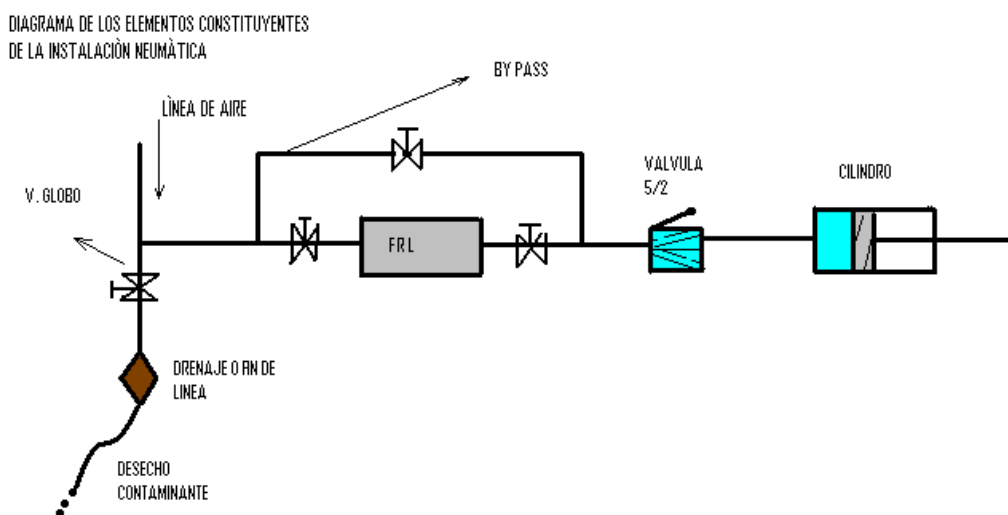 DIAGRAMA DE LOS ELEMENTOS CONSTITUYENTES
DE LA INSTALACIÒN NEUMÀTICA
BY PASS
LÌNEA DE AIRE
VALVULA
5/2
CILINDRO
V. GLOBO
FRL
DRENAJE O FIN DE
LINEA
DESECHO
CONTAMINANTE